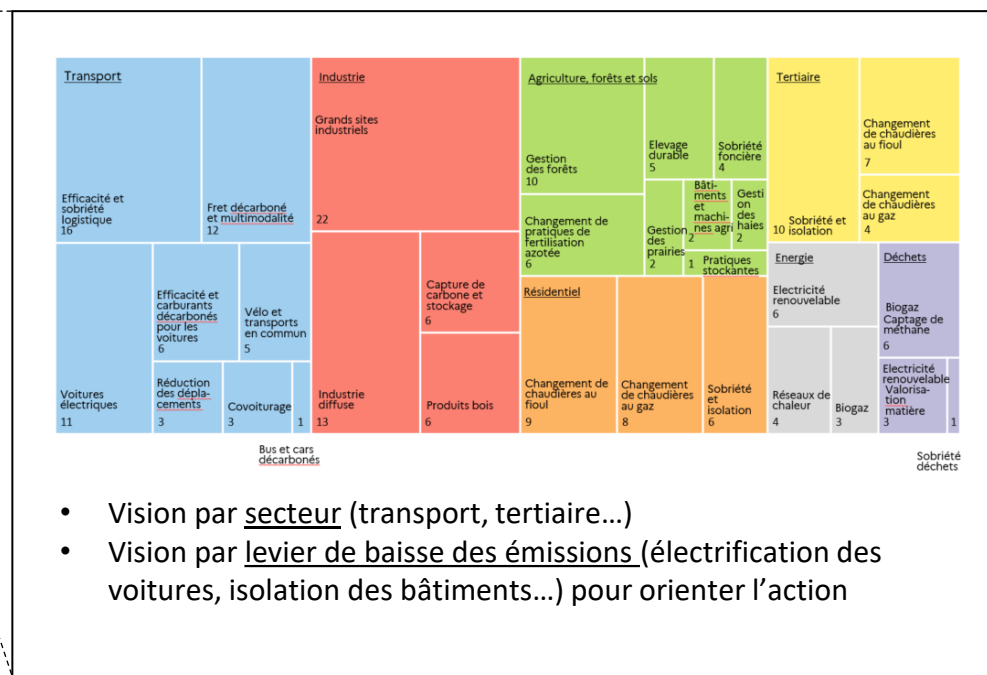 Transport
Efficacité et
sobriété
logistique
16
Fret décarboné
et multimodalité
12
Voitures
électriques
11
Efficacité et
carburants
décarbonés
pour les
voitures
6
Vélo et
transports
en commun
5
Réduction
des dépla-
cements
3
Covoiturage
3
1
Bus et cars
décarbonés
Industrie
Grands sites
industriels
22
Industrie
diffuse
13
Capture de
carbone et
stockage
6
Produits bois
6
Agriculture, forêts et sols
Gestion
des forêts
10
Elevage
durable
5
Sobriété
foncière
4
Changement de
pratiques de
fertilisation
azotée
6
Gestion
des
prairies
2
Bâti-
ments
et
machi-
nes agri
2
Gesti
on
des
haies
2
1 Pratiques
stockantes
Résidentiel
Changement de
chaudières au
fioul
9
Changement
de chaudières
au gaz
8
Sobriété
et
isolation
6
Tertiaire
10 Sobriété et
isolation
Changement
de chaudières
au fioul
7
Changement
de chaudières
au gaz
4
Energie
Electricité
renouvelable
6
Réseaux de
chaleur
4
Biogaz
3
Déchets
Biogaz
Captage de
méthane
6
Electricité
renouvelable
Valorisa-
tion
matière
3
1
Sobriété
déchets
• Vision par secteur (transport, tertiaire…)
• Vision par levier de baisse des émissions (électrification des
voitures, isolation des bâtiments…) pour orienter l’action